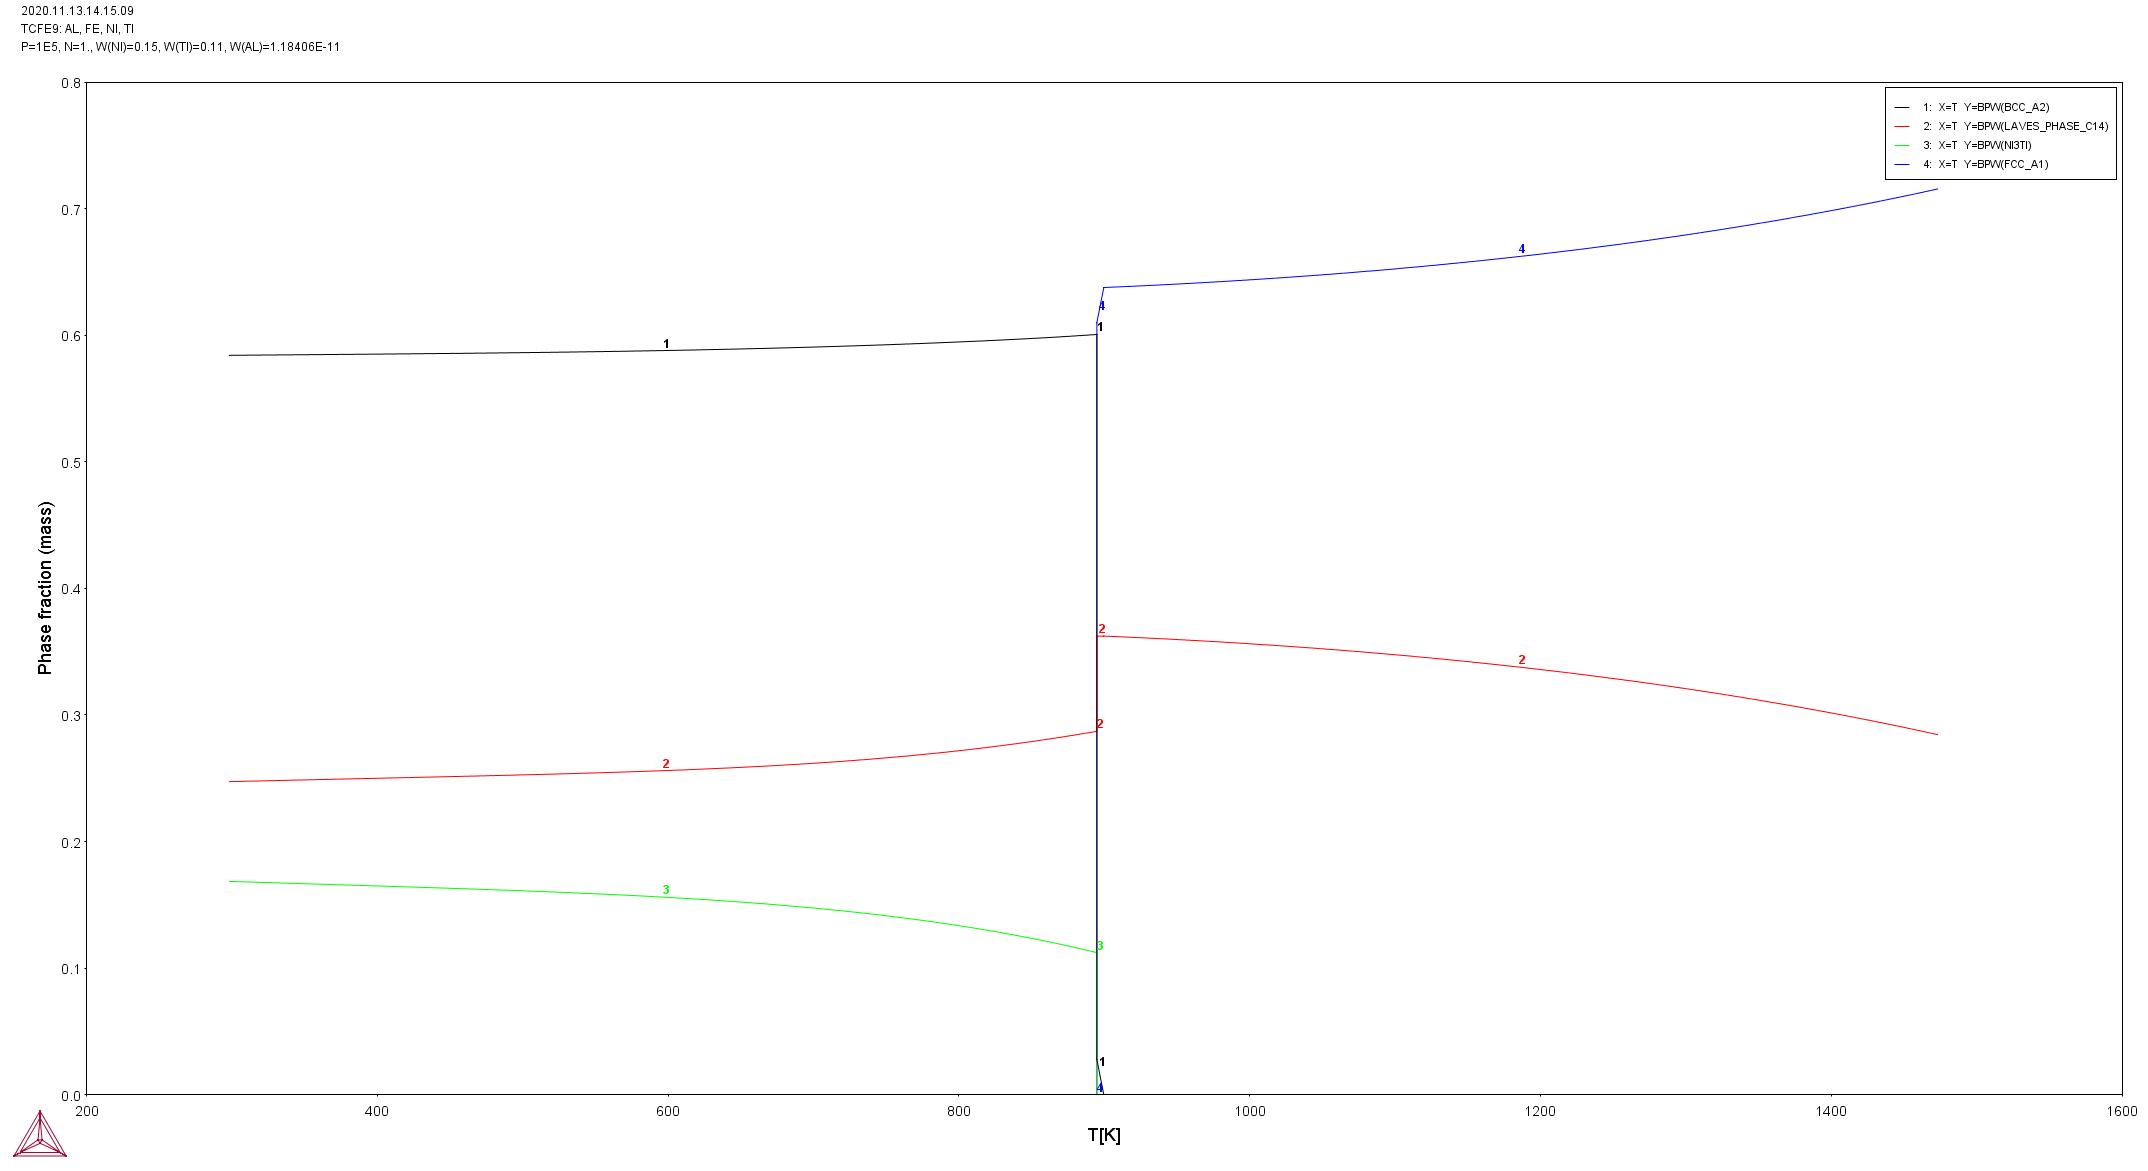 2020.11.13.14.15.09
TCFE9: AL, FE, NI, TI
P=1E5, N=1., W(NI)=0.15, W(TI)=0.11, W(AL)=1.18406E-11
0.8
1: X=T Y=BPW(BCC_A2)
2: X=T Y=BPW(LAVES_PHASE_C14)
3: X=T Y=BPW(NI3TI)
4: X=T Y=BPW(FCC_A1)
0.7
4
4
1
0.6
1
0.5
Phase fraction (mass)
0.4
2
2
0.3
2
2
0.2
3
3
0.1
1
4
0.0
200 400 600 800 1000 1200 1400 1600
T[K]